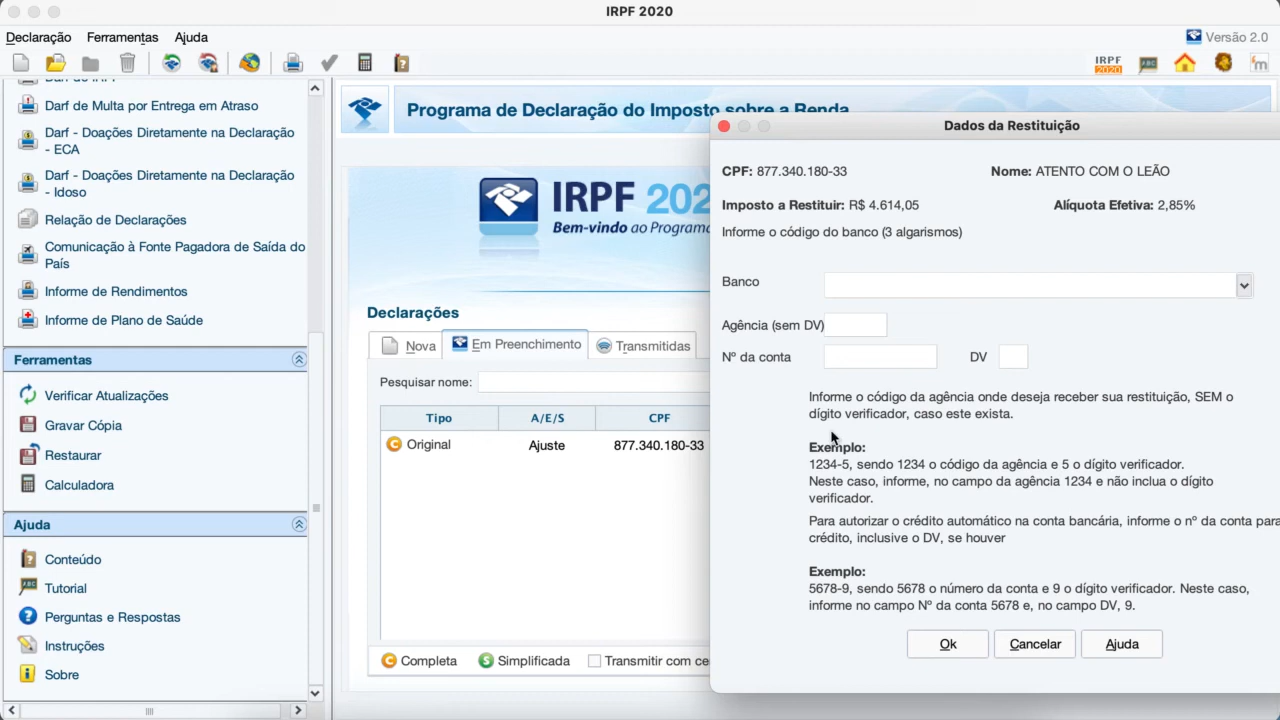 IRPF 2020
Declaração Ferramentas Ajuda
Versão 2.0
IRPF
2020
ABC
m
Darf de Multa por Entrega em Atraso
Darf - Doações Diretamente na Declaração
- ECA
Darf - Doações Diretamente na Declaração
- Idoso
Relação de Declarações
Comunicação à Fonte Pagadora de Saída do
País
Informe de Rendimentos
Informe de Plano de Saúde
Ferramentas
Verificar Atualizações
Gravar Cópia
Restaurar
Calculadora
Ajuda
Conteúdo
Tutorial
Perguntas e Respostas
Instruções
Sobre
Programa de Declaração do Imposto sobre a Renda
IRPF 202
Bem-vindo ao Programa
Declarações
Nova
Em Preenchimento
Transmitidas
Pesquisar nome:
Tipo A/E/S CPF
Original Ajuste 877.340.180-33
Completa Simplificada Transmitir com ce
Dados da Restituição
CPF: 877.340.180-33 Nome: ATENTO COM O LEÃO
Imposto a Restituir: R$ 4.614,05 Alíquota Efetiva: 2,85%
Informe o código do banco (3 algarismos)
Banco
Agência (sem DV)
Nº da conta DV
Informe o código da agência onde deseja receber sua restituição, SEM o
dígito verificador, caso este exista.
Exemplo:
1234-5, sendo 1234 o código da agência e 5 o dígito verificador.
Neste caso, informe, no campo da agência 1234 e não inclua o dígito
verificador.
Para autorizar o crédito automático na conta bancária, informe o nº da conta para
crédito, inclusive o DV, se houver
Exemplo:
5678-9, sendo 5678 o número da conta e 9 o dígito verificador. Neste caso,
informe no campo Nº da conta 5678 e, no campo DV, 9.
Ok Cancelar Ajuda